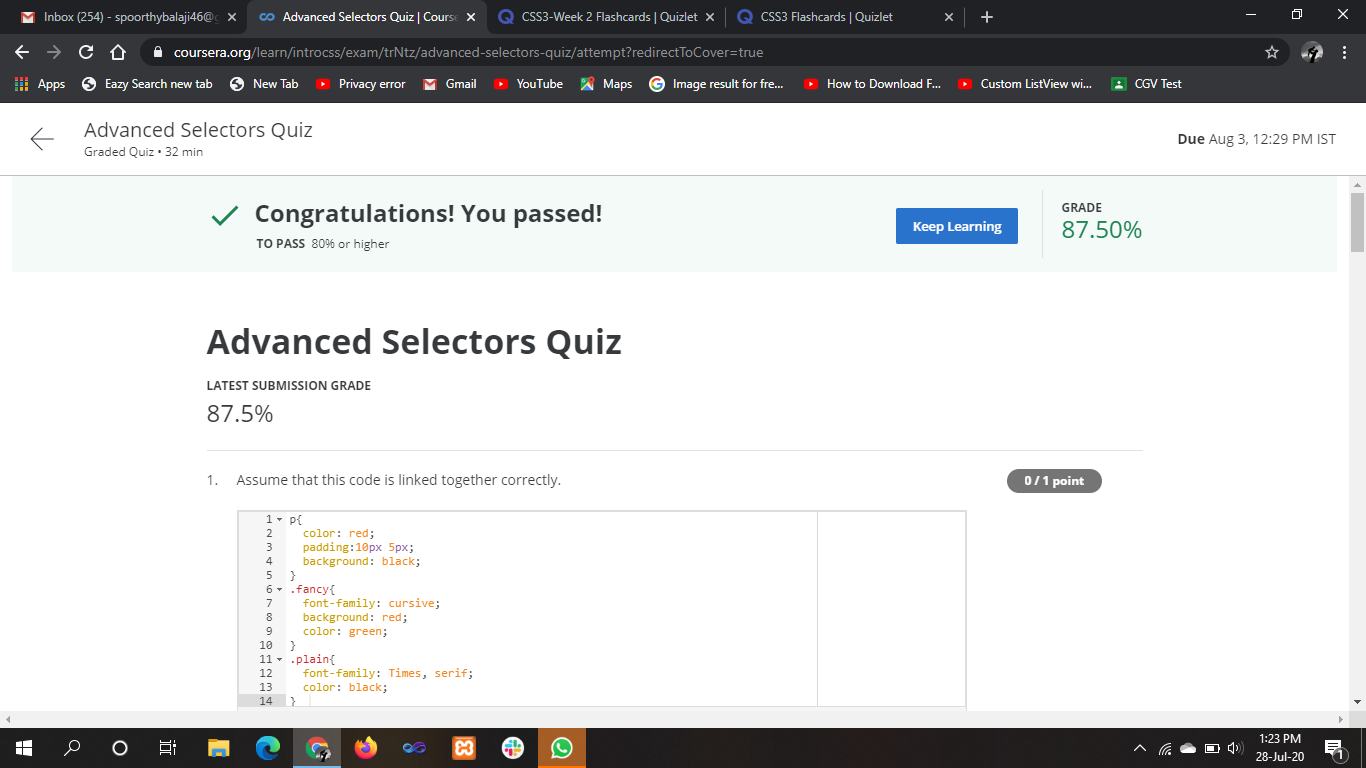 Inbox (254) - spoorthybalaji46@g
Advanced Selectors Quiz | Course
CSS3-Week 2 Flashcards | Quizlet
CSS3 Flashcards | Quizlet
coursera.org/learn/introcss/exam/trNtz/advanced-selectors-quiz/attempt?redirectToCover=true
Apps Eazy Search new tab New Tab Privacy error Gmail YouTube Maps Image result for fre... How to Download F... Custom ListView wi... CGV Test
Advanced Selectors Quiz
Graded Quiz • 32 min
Due Aug 3, 12:29 PM IST
Congratulations! You passed!
TO PASS 80% or higher
Keep Learning
GRADE
87.50%
Advanced Selectors Quiz
LATEST SUBMISSION GRADE
87.5%
1. Assume that this code is linked together correctly.
0 / 1 point
1 p{
2 color: red;
3 padding:10px 5px;
4 background: black;
5 }
6 .fancy{
7 font-family: cursive;
8 background: red;
9 color: green;
10 }
11 .plain{
12 font-family: Times, serif;
13 color: black;
14 }
1:23 PM
28-Jul-20
1